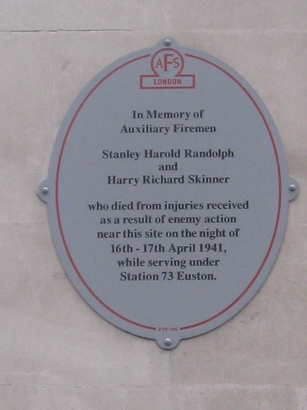 AFS
LONDON
In Memory of
Auxiliary Firemen
Stanley Harold Randolph
and
Harry Richard Skinner
who died from injuries received
as a result of enemy action
near this site on the night of
16th - 17th April 1941,
while serving under
Station 73 Euston.